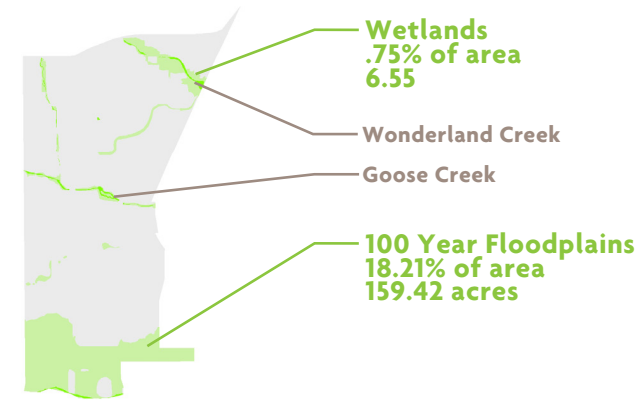 Wetlands
.75% of area
6.55
Wonderland Creek
Goose Creek
100 Year Floodplains
18.21% of area
159.42 acres